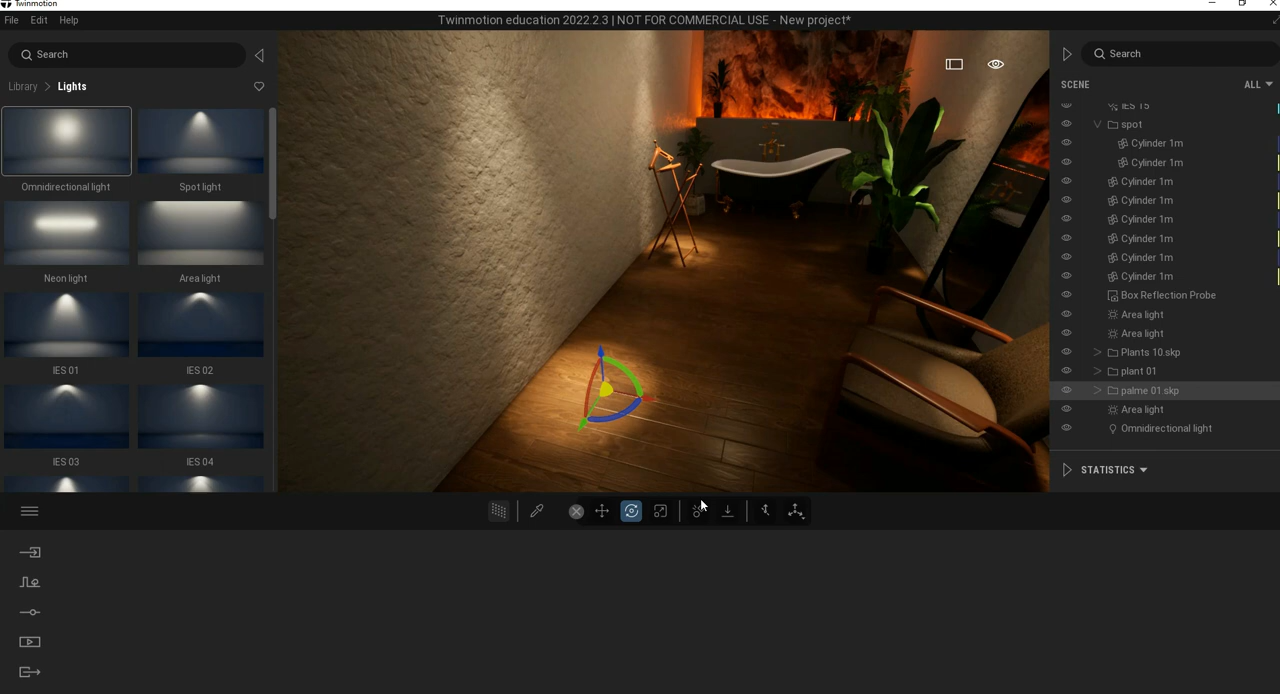 Twinmotion
File Edit Help
Twinmotion education 2022.2.3 | NOT FOR COMMERCIAL USE - New project*
Search
Library > Lights
Omnidirectional light
Spot light
Neon light
Area light
IES 01
IES 02
IES 03
IES 04
Search
SCENE
ALL
IES 15
spot
Cylinder 1m
Cylinder 1m
Cylinder 1m
Cylinder 1m
Cylinder 1m
Cylinder 1m
Cylinder 1m
Cylinder 1m
Box Reflection Probe
Area light
Area light
Plants 10.skp
plant 01
palme 01.skp
Area light
Omnidirectional light
STATISTICS